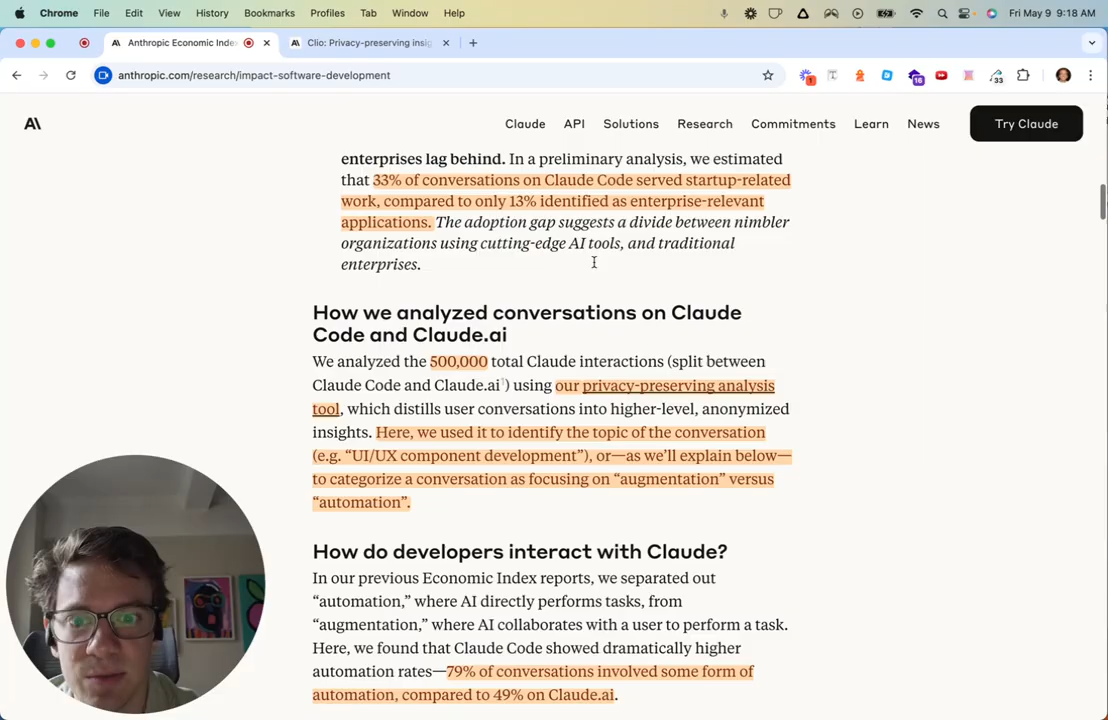 Chrome File Edit View History Bookmarks Profiles Tab Window Help Fri May 9 9:18 AM
Anthropic Economic Inde
Clio: Privacy-preserving insig
anthropic.com/research/impact-software-development
1
16
33
Claude API Solutions Research Commitments Learn News Try Claude
enterprises lag behind. In a preliminary analysis, we estimated
that 33% of conversations on Claude Code served startup-related
work, compared to only 13% identified as enterprise-relevant
applications. The adoption gap suggests a divide between nimbler
organizations using cutting-edge AI tools, and traditional
enterprises.
How we analyzed conversations on Claude
Code and Claude.ai
We analyzed the 500,000 total Claude interactions (split between
Claude Code and Claude.ai¹) using our privacy-preserving analysis
tool, which distills user conversations into higher-level, anonymized
insights. Here, we used it to identify the topic of the conversation
(e.g. “UI/UX component development”), or—as we’ll explain below—
to categorize a conversation as focusing on “augmentation” versus
“automation”.
How do developers interact with Claude?
In our previous Economic Index reports, we separated out
“automation,” where AI directly performs tasks, from
“augmentation,” where AI collaborates with a user to perform a task.
Here, we found that Claude Code showed dramatically higher
automation rates—79% of conversations involved some form of
automation, compared to 49% on Claude.ai.